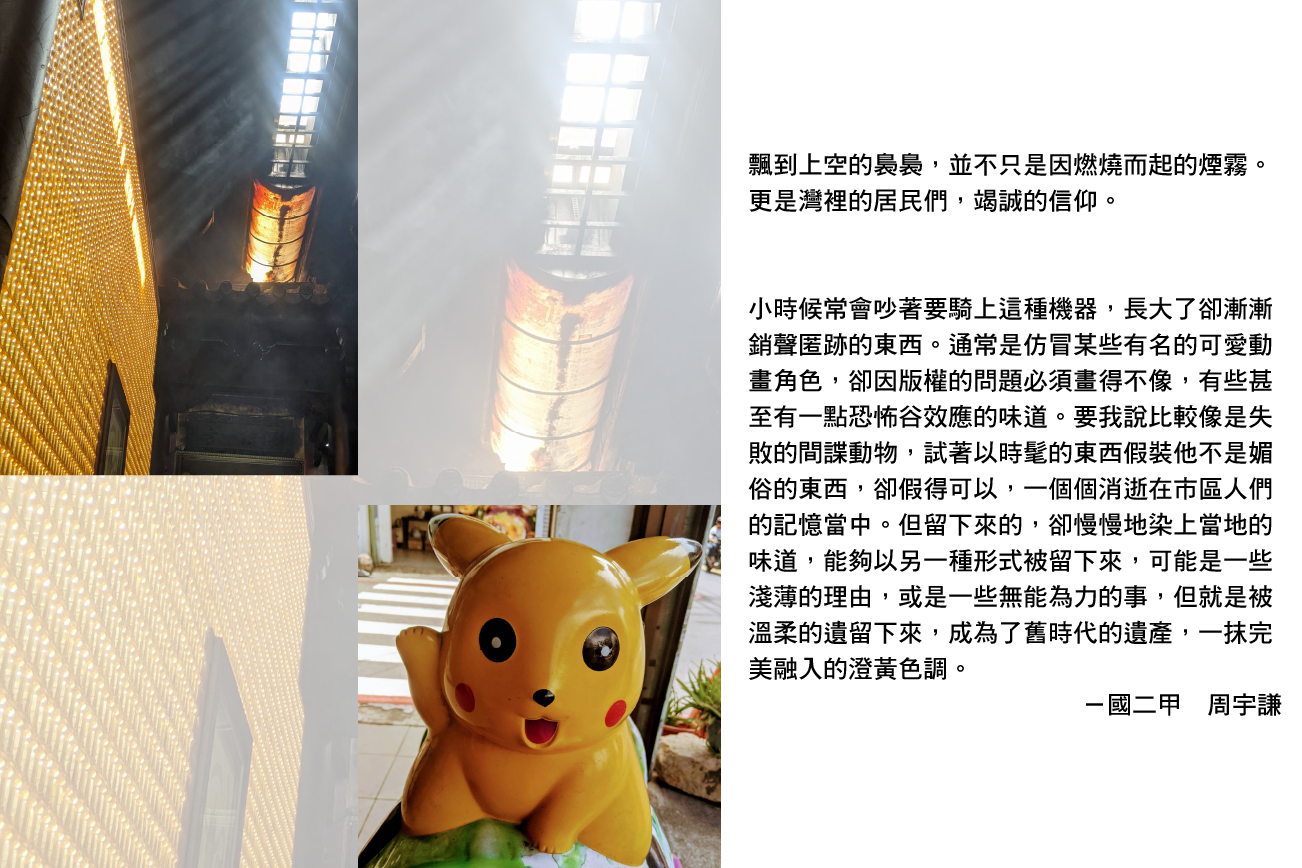 飄到上空的裊裊，並不只是因燃燒而起的煙霧。
更是灣裡的居民們，竭誠的信仰。
小時候常會吵著要騎上這種機器，長大了卻漸漸
銷聲匿跡的東西。通常是仿冒某些有名的可愛動
畫角色，卻因版權的問題必須畫得不像，有些甚
至有一點恐怖谷效應的味道。要我說比較像是失
敗的間諜動物，試著以時髦的東西假裝他不是媚
俗的東西，卻假得可以，一個個消逝在市區人們
的記憶當中。但留下來的，卻慢慢地染上當地的
味道，能夠以另一種形式被留下來，可能是一些
淺薄的理由，或是一些無能為力的事，但就是被
溫柔的遺留下來，成為了舊時代的遺產，一抹完
美融入的澄黃色調。
－國二甲　周宇謙